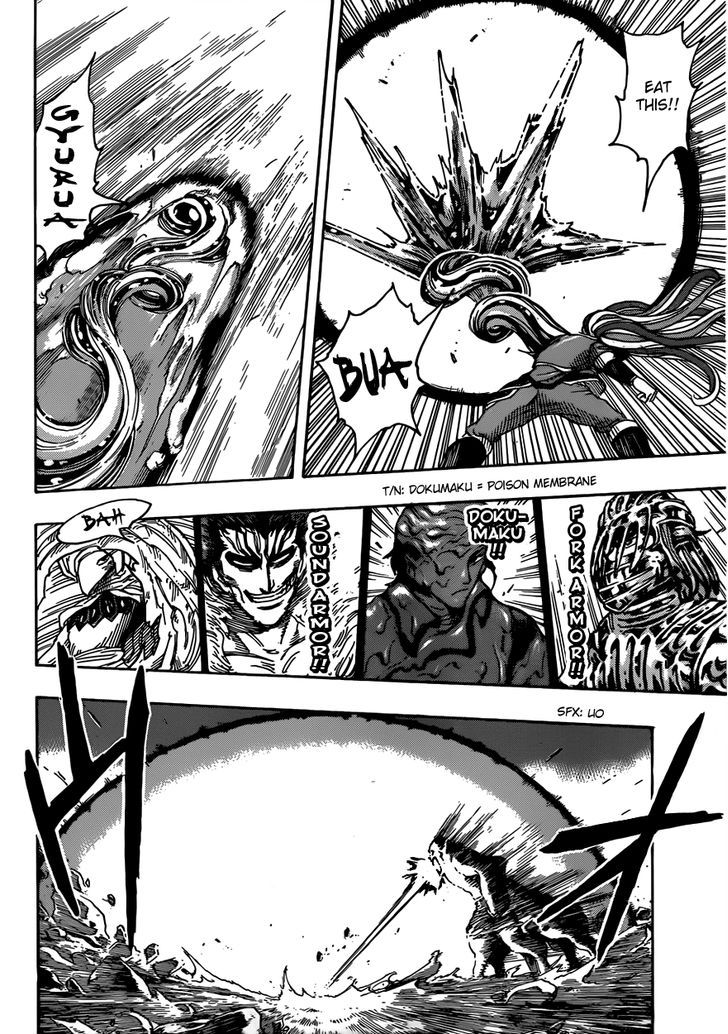 EAT
THIS!!
BUA
GYURUA
T/N: DOKUMAKU = POISON MEMBRANE
FORK ARMOR!!
DOKU-
MAKU
!!
SOUND ARMOR!!
BAH
SFX: UO